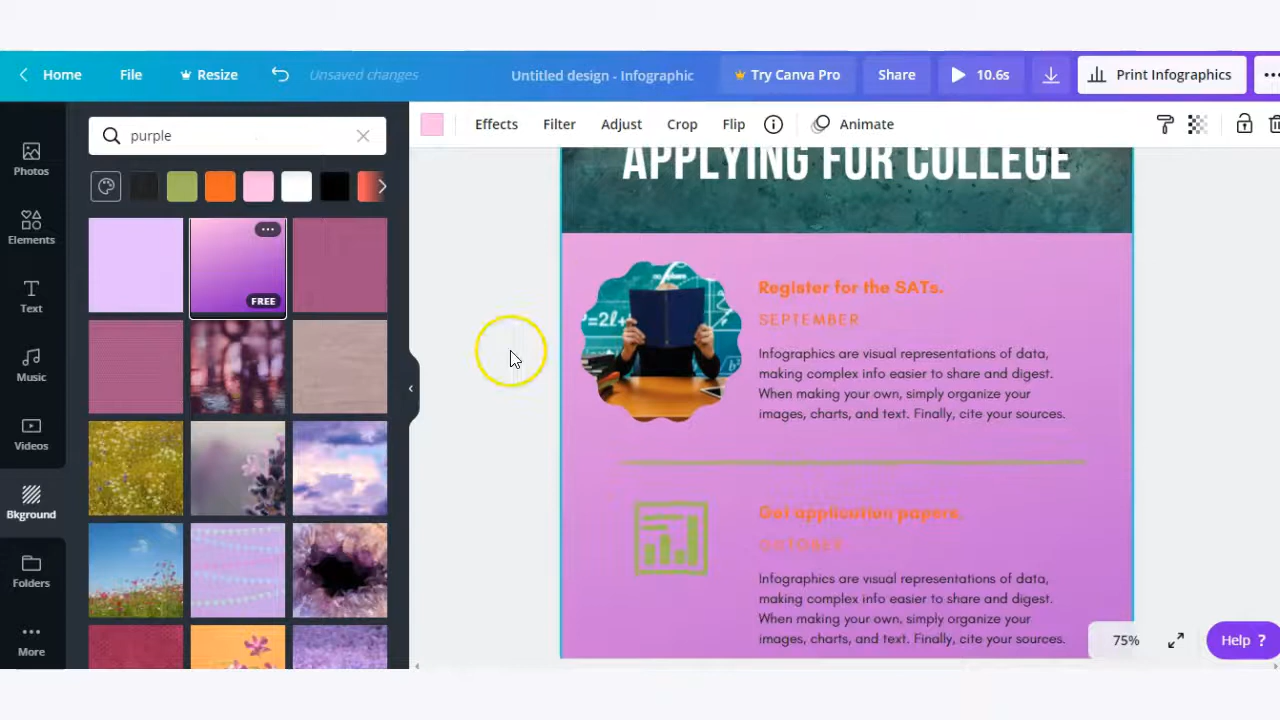 Home
File
Resize
Unsaved changes
Untitled design - Infographic
Try Canva Pro
Share
10.6s
Print Infographics
purple
Effects
Filter
Adjust
Crop
Flip
Animate
Photos
Elements
Text
Music
Videos
Bkground
Folders
More
FREE
APPLYING FOR COLLEGE
Register for the SATs.
SEPTEMBER
Infographics are visual representations of data,
making complex info easier to share and digest.
When making your own, simply organize your
images, charts, and text. Finally, cite your sources.
Get application papers.
OCTOBER
Infographics are visual representations of data,
making complex info easier to share and digest.
When making your own, simply organize your
images, charts, and text. Finally, cite your sources.
75%
Help ?